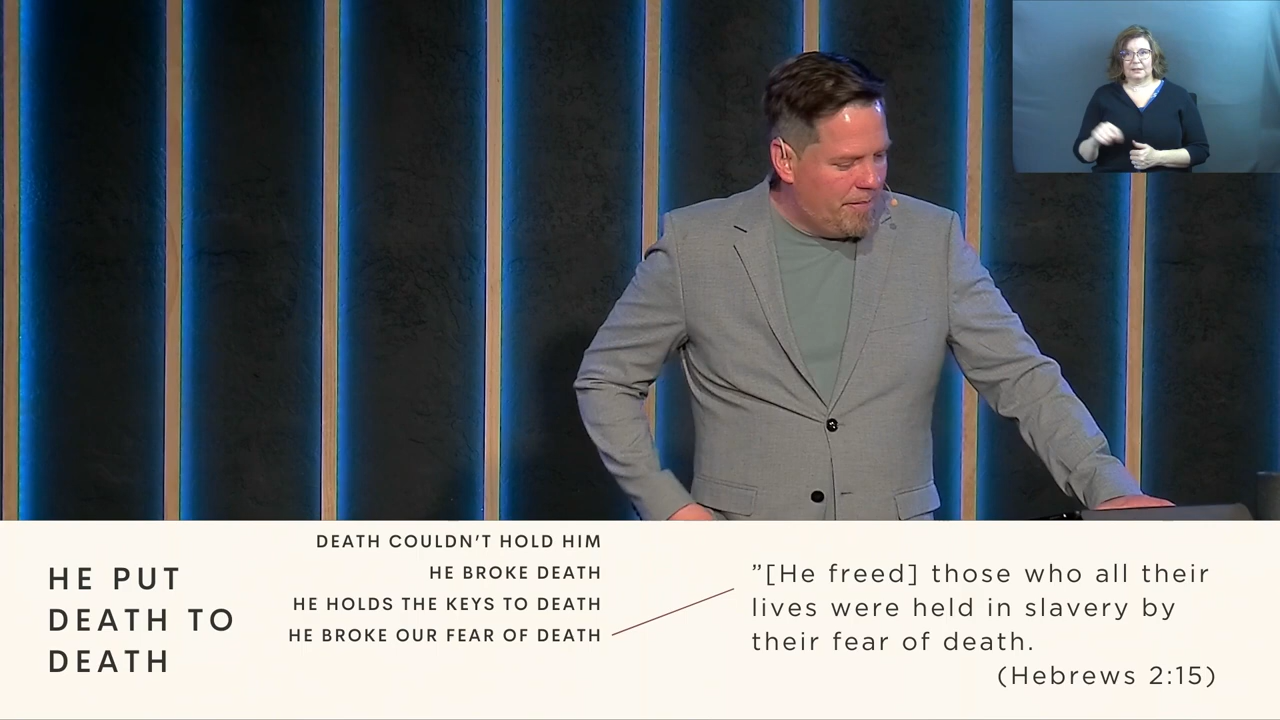 HE PUT
DEATH TO
DEATH
DEATH COULDN'T HOLD HIM
HE BROKE DEATH
HE HOLDS THE KEYS TO DEATH
HE BROKE OUR FEAR OF DEATH
”[He freed] those who all their
lives were held in slavery by
their fear of death.
(Hebrews 2:15)